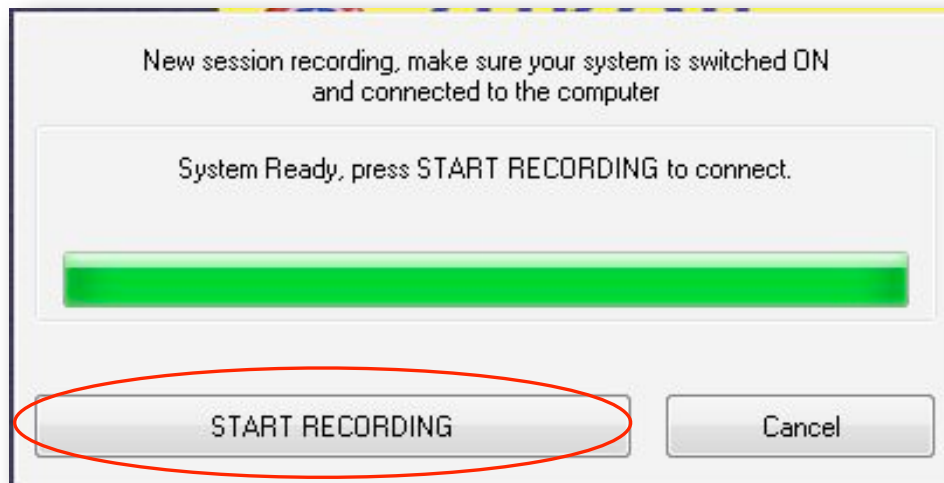 New session recording, make sure your system is switched ON
and connected to the computer
System Ready, press START RECORDING to connect.
START RECORDING
Cancel